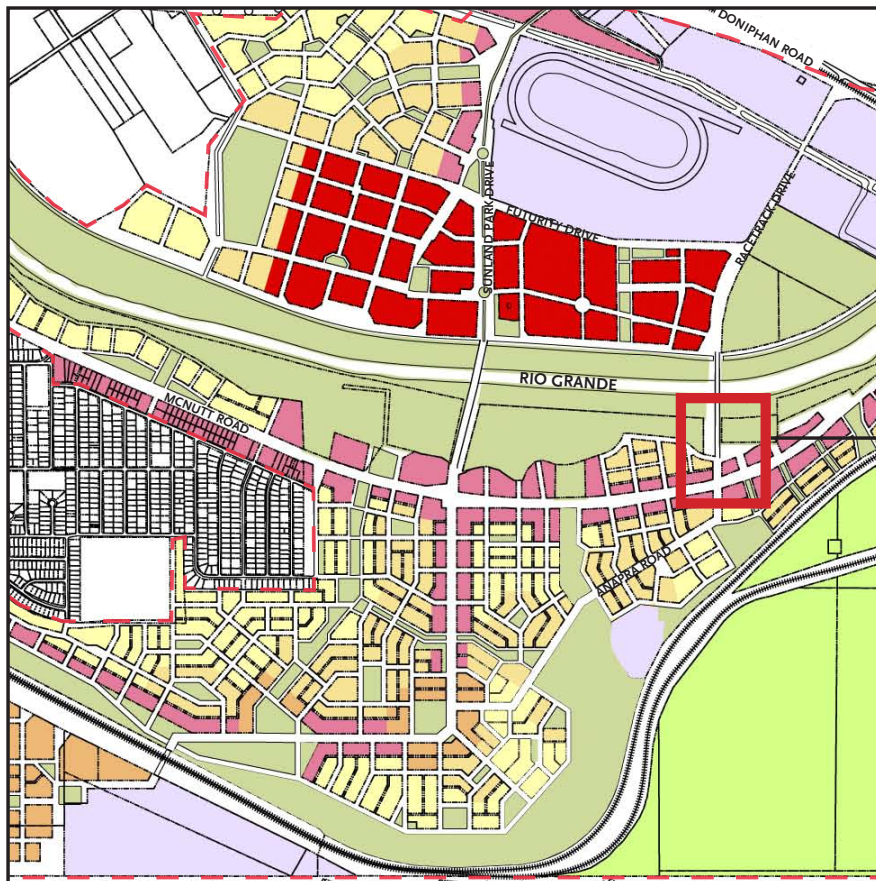 DONIPHAN ROAD
RACETRACK DRIVE
SUNLAND PARK DRIVE
FUTURITY DRIVE
RIO GRANDE
MCNUTT ROAD
ANAPRA ROAD